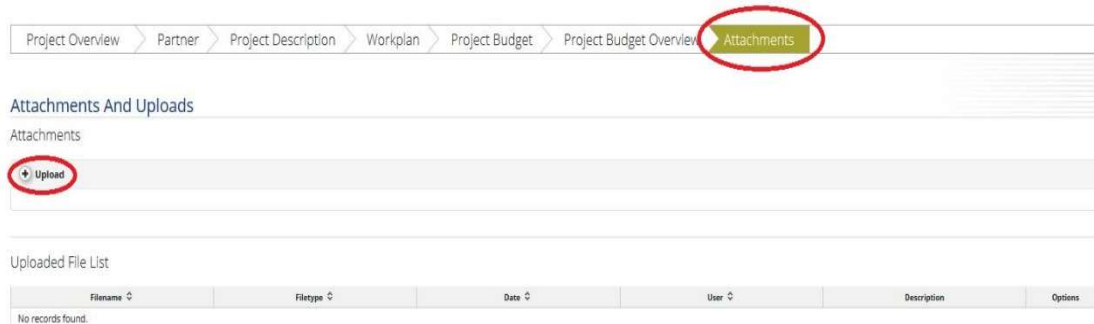 Project Overview Partner Project Description Workplan Project Budget Project Budget Overview Attachments
Attachments And Uploads
Attachments
Upload
Uploaded File List
Filename Filetype Date User Description Options
No records found.